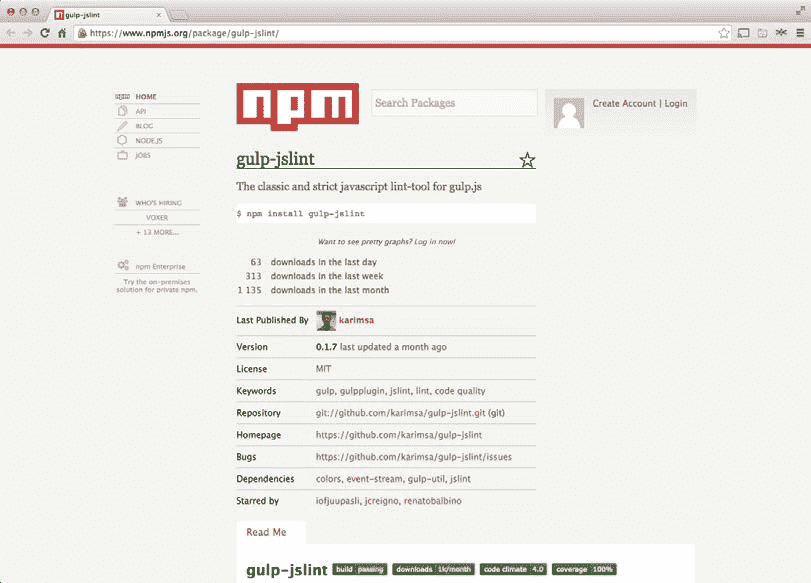 gulp-jslint
https://www.npmjs.org/package/gulp-jslint/
npm HOME
API
BLOG
NODE.JS
JOBS
WHO'S HIRING
VOXER
+ 13 MORE...
npm Enterprise
Try the on-premises
solution for private npm.
npm
Search Packages
Create Account | Login
gulp-jslint
The classic and strict javascript lint-tool for gulp.js
$ npm install gulp-jslint
Want to see pretty graphs? Log in now!
63 downloads in the last day
313 downloads in the last week
1 135 downloads in the last month
Last Published By karimsa
Version 0.1.7 last updated a month ago
License MIT
Keywords gulp, gulpplugin, jslint, lint, code quality
Repository git://github.com/karimsa/gulp-jslint.git (git)
Homepage https://github.com/karimsa/gulp-jslint
Bugs https://github.com/karimsa/gulp-jslint/issues
Dependencies colors, event-stream, gulp-util, jslint
Starred by iofjuupasli, jcreigno, renatobalbino
Read Me
gulp-jslint build passing downloads 1k/month code climate 4.0 coverage 100%